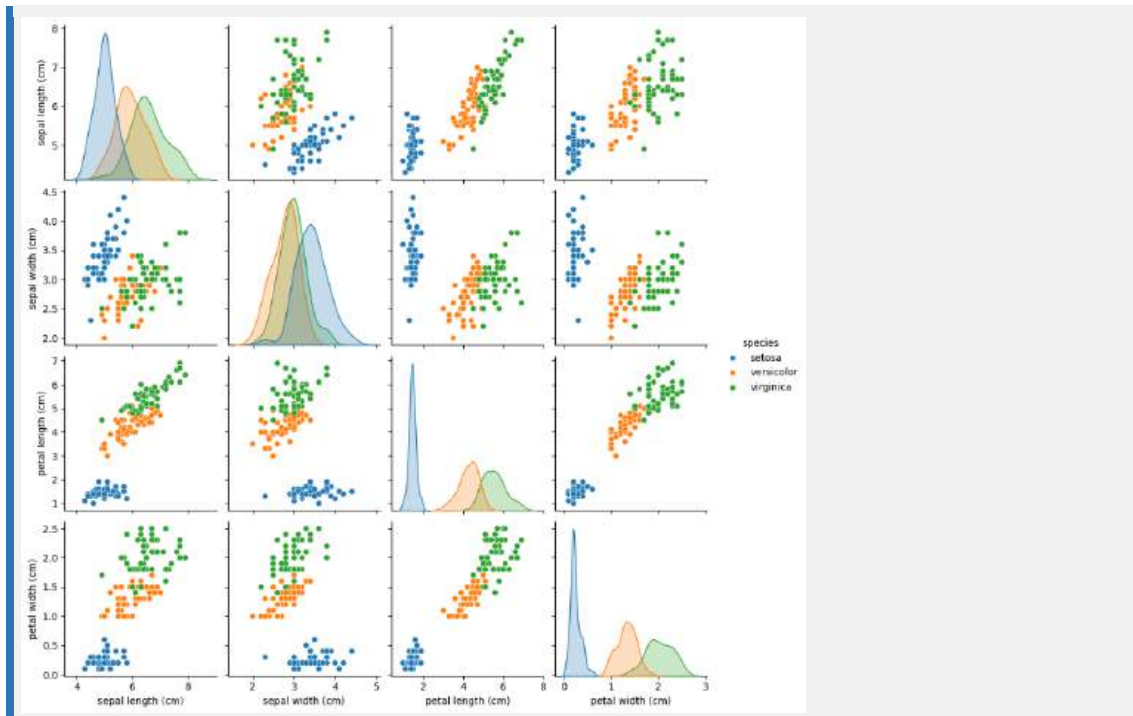 8
7
6
5
sepal length (cm)
4.5
4.0
3.5
3.0
2.5
2.0
sepal width (cm)
species
setosa
versicolor
virginica
7
6
5
4
3
2
1
petal length (cm)
2.5
2.0
1.5
1.0
0.5
0.0
petal width (cm)
4 6 8 2 3 4 5 2 4 6 8 0 1 2 3
sepal length (cm) sepal width (cm) petal length (cm) petal width (cm)